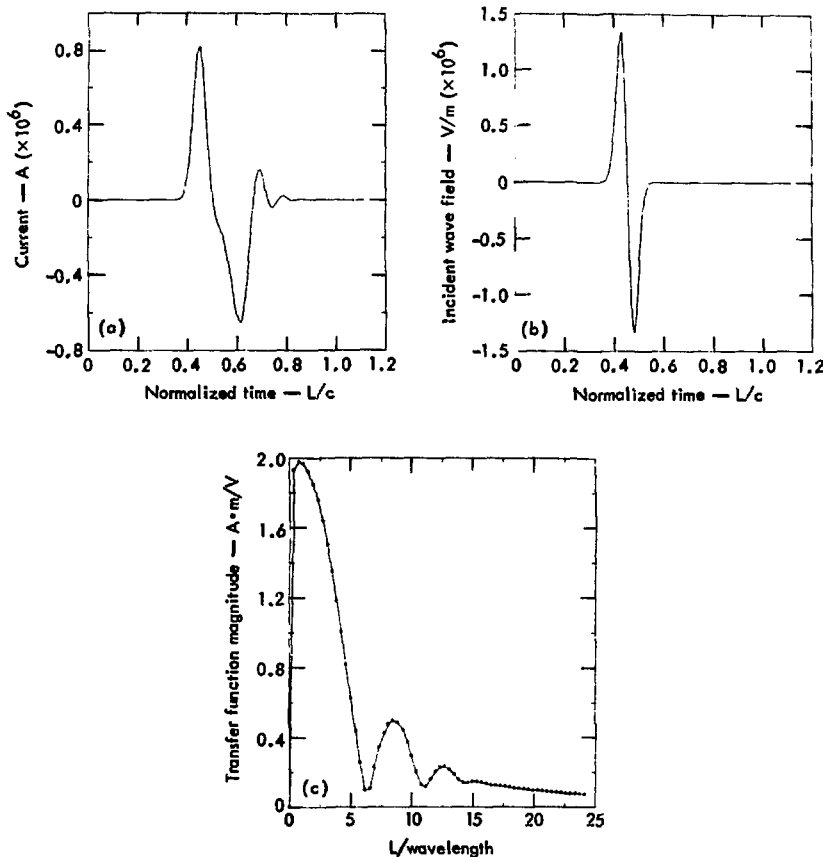 Current — A (×10⁶)
0.8
0.4
0
−0.4
−0.8
(a)
0 0.2 0.4 0.6 0.8 1.0 1.2
Normalized time — L/c
Incident wave field — V/m (×10⁶)
1.5
1.0
0.5
0
−0.5
−1.0
−1.5
(b)
0 0.2 0.4 0.6 0.8 1.0 1.2
Normalized time — L/c
Transfer function magnitude — A•m/V
2.0
1.6
1.2
0.8
0.4
0
(c)
0 5 10 15 20 25
L/wavelength